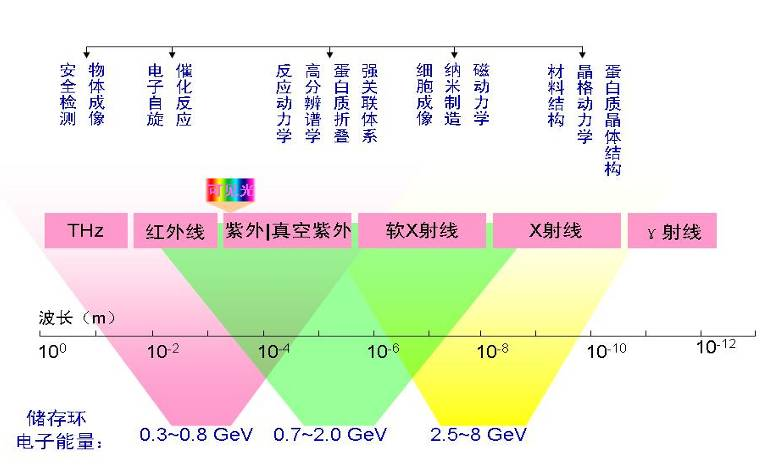 安全检测
物体成像
电子自旋
催化反应
反应动力学
高分辨谱学
蛋白质折叠
强关联体系
细胞成像
纳米制造
磁动力学
材料结构
晶格动力学
蛋白质晶体结构
可见光
THz
红外线
紫外|真空紫外
软X射线
X射线
γ射线
波长（m）
10⁰
10⁻²
10⁻⁴
10⁻⁶
10⁻⁸
10⁻¹⁰
10⁻¹²
储存环
电子能量：
0.3~0.8 GeV
0.7~2.0 GeV
2.5~8 GeV